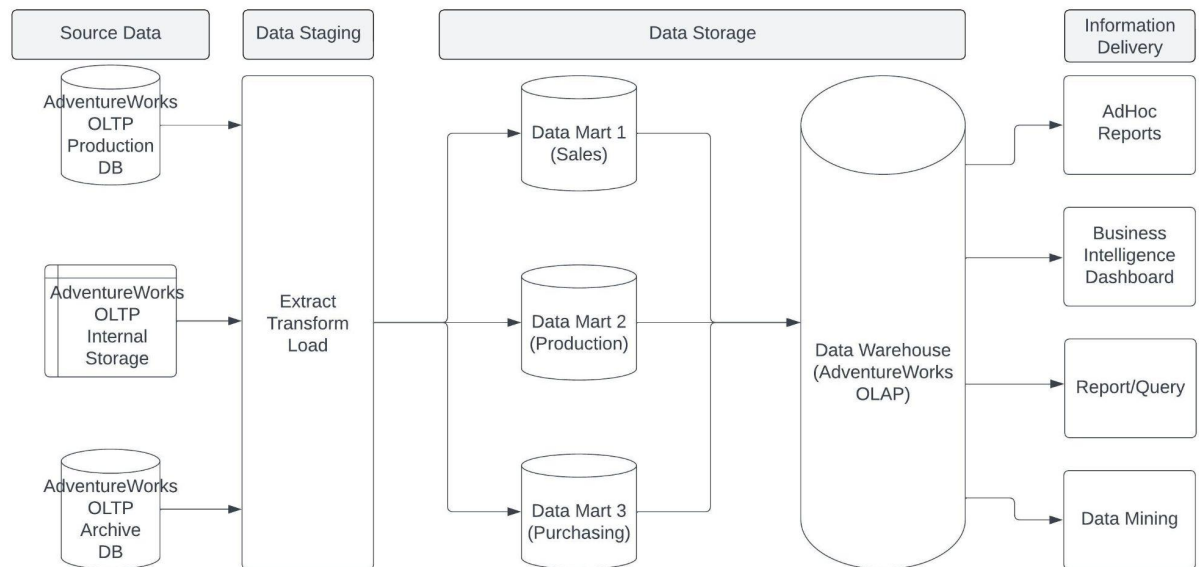 Source Data
Data Staging
Data Storage
Information
Delivery
AdventureWorks
OLTP
Production
DB
AdventureWorks
OLTP
Internal
Storage
AdventureWorks
OLTP
Archive
DB
Extract
Transform
Load
Data Mart 1
(Sales)
Data Mart 2
(Production)
Data Mart 3
(Purchasing)
Data Warehouse
(AdventureWorks
OLAP)
AdHoc
Reports
Business
Intelligence
Dashboard
Report/Query
Data Mining